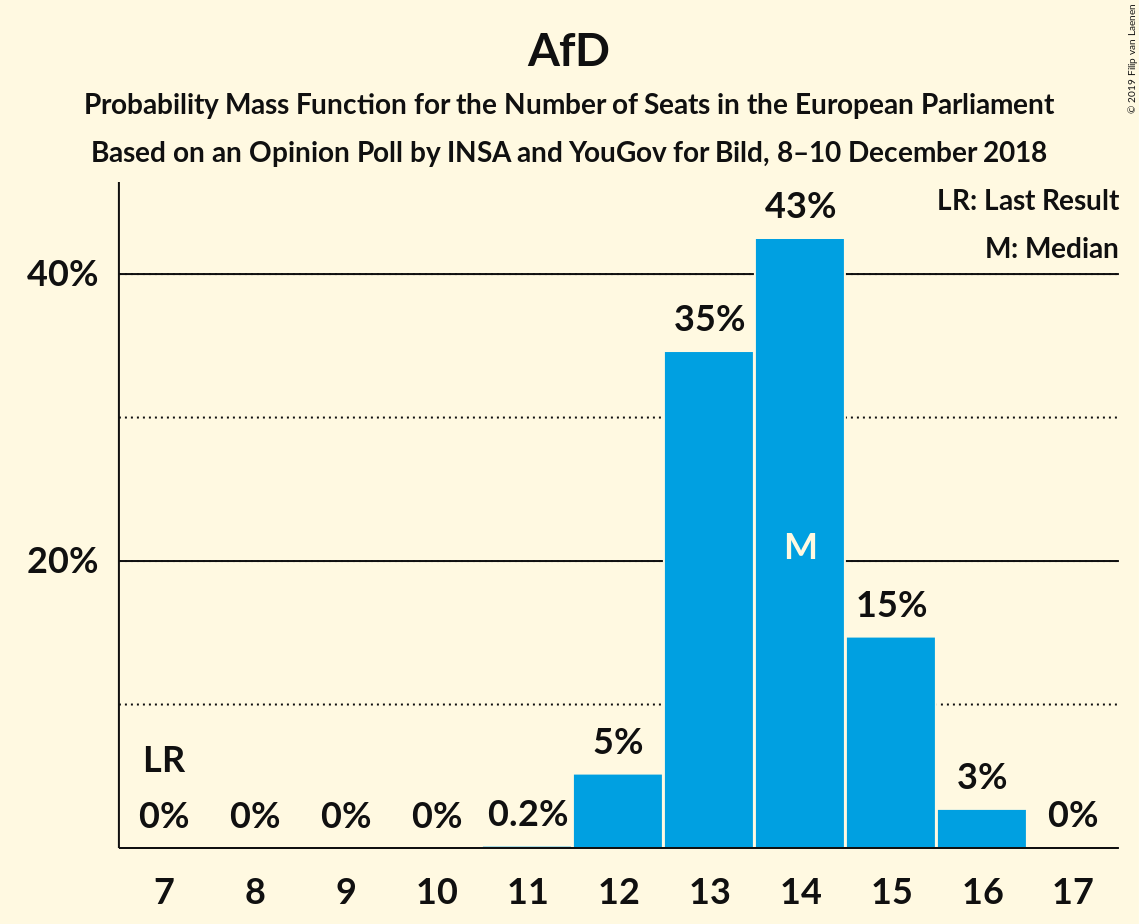 AfD
Probability Mass Function for the Number of Seats in the European Parliament
Based on an Opinion Poll by INSA and YouGov for Bild, 8–10 December 2018
© 2019 Filip van Laenen
LR: Last Result
M: Median
40%
20%
43%
35%
M
15%
5%
3%
LR
0% 0% 0% 0% 0.2% 0%
7 8 9 10 11 12 13 14 15 16 17